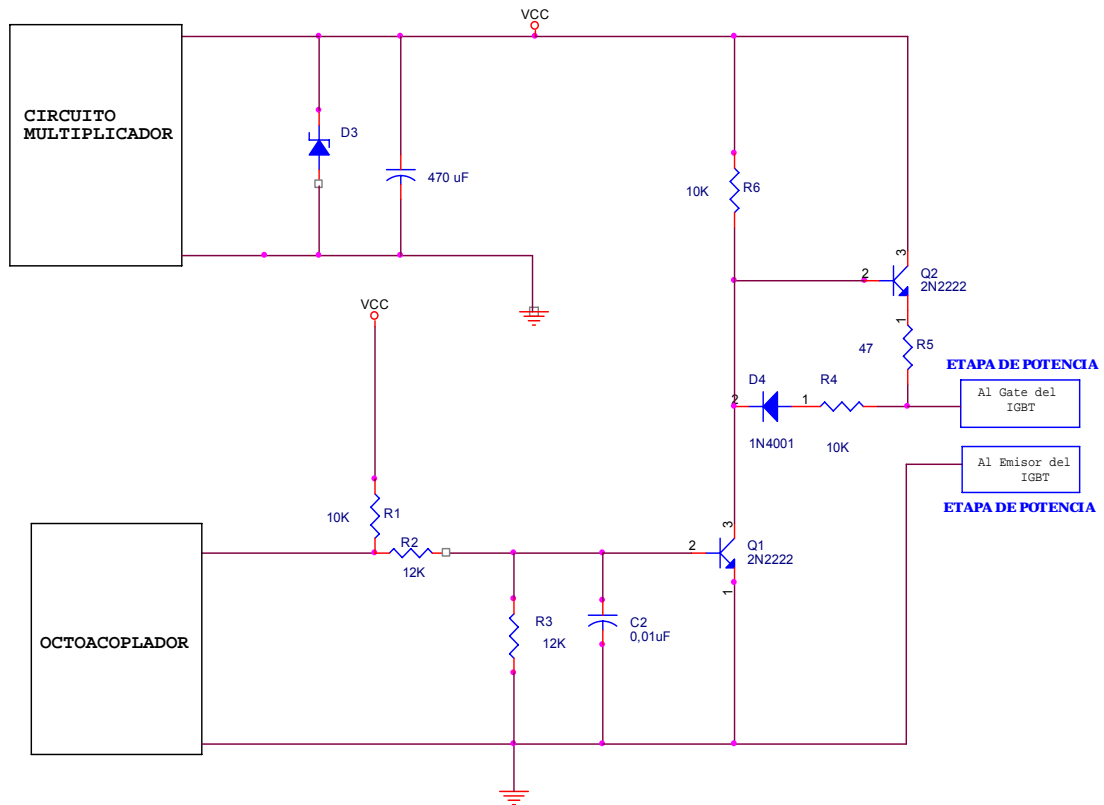 VCC
CIRCUITO
MULTIPLICADOR
D3
470 uF
10K
R6
3
2
Q2
2N2222
1
VCC
47
R5
ETAPA DE POTENCIA
D4
R4
Al Gate del
IGBT
2
1
1N4001
10K
Al Emisor del
IGBT
ETAPA DE POTENCIA
10K
R1
R2
12K
3
2
Q1
2N2222
1
OCTOACOPLADOR
R3
12K
C2
0,01uF